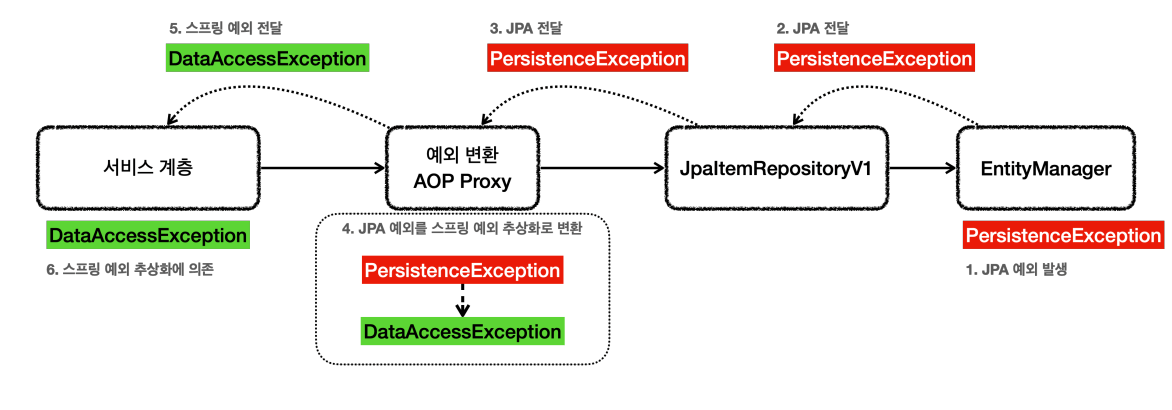 5. 스프링 예외 전달
DataAccessException
3. JPA 전달
PersistenceException
2. JPA 전달
PersistenceException
서비스 계층
예외 변환
AOP Proxy
JpaItemRepositoryV1
EntityManager
DataAccessException
6. 스프링 예외 추상화에 의존
4. JPA 예외를 스프링 예외 추상화로 변환
PersistenceException
DataAccessException
PersistenceException
1. JPA 예외 발생